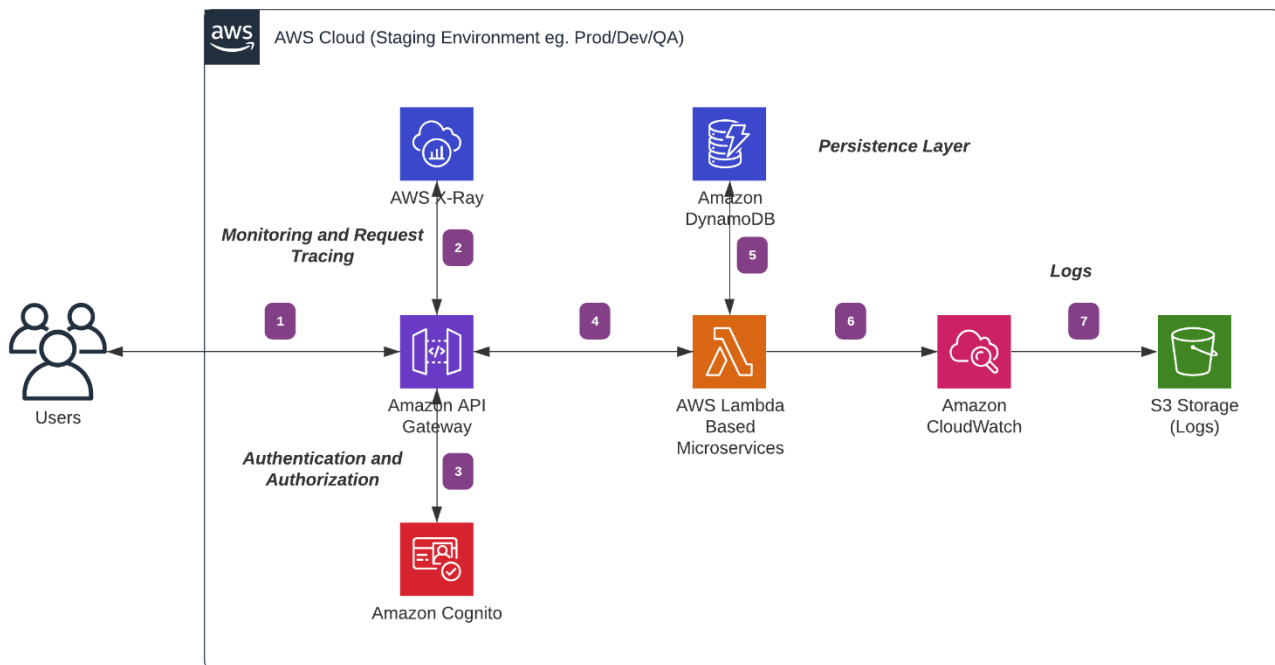 aws
AWS Cloud (Staging Environment eg. Prod/Dev/QA)
AWS X-Ray
Amazon
DynamoDB
Persistence Layer
Monitoring and Request
Tracing
2
5
Logs
1
4
6
7
Users
Amazon API
Gateway
AWS Lambda
Based
Microservices
Amazon
CloudWatch
S3 Storage
(Logs)
Authentication and
Authorization
3
Amazon Cognito